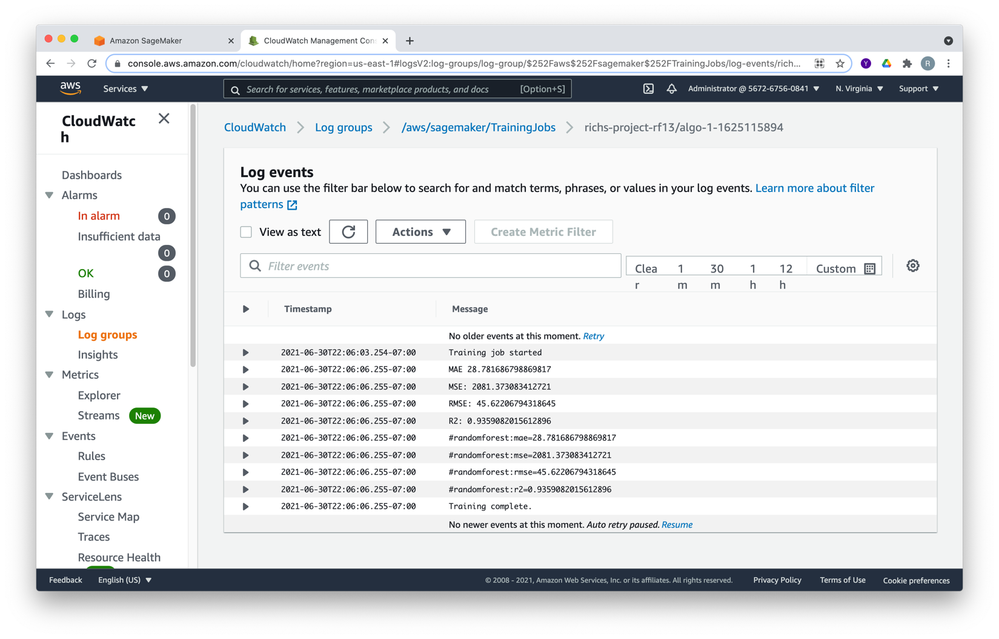 Amazon SageMaker
CloudWatch Management Con
console.aws.amazon.com/cloudwatch/home?region=us-east-1#logsV2:log-groups/log-group/$252Faws$252Fsagemaker$252FTrainingJobs/log-events/rich...
Y
R
aws
Services
Search for services, features, marketplace products, and docs
[Option+S]
Administrator @ 5672-6756-0841
N. Virginia
Support
CloudWatc
h
Dashboards
Alarms
In alarm 0
Insufficient data
0
OK 0
Billing
Logs
Log groups
Insights
Metrics
Explorer
Streams New
Events
Rules
Event Buses
ServiceLens
Service Map
Traces
Resource Health
CloudWatch
Log groups
/aws/sagemaker/TrainingJobs
richs-project-rf13/algo-1-1625115894
Log events
You can use the filter bar below to search for and match terms, phrases, or values in your log events. Learn more about filter
patterns
View as text
Actions
Create Metric Filter
Filter events
Clea 1 30 1 12 Custom
r m m h h
Timestamp Message
No older events at this moment. Retry
2021-06-30T22:06:03.254-07:00 Training job started
2021-06-30T22:06:06.255-07:00 MAE 28.781686798869817
2021-06-30T22:06:06.255-07:00 MSE: 2081.373083412721
2021-06-30T22:06:06.255-07:00 RMSE: 45.62206794318645
2021-06-30T22:06:06.255-07:00 R2: 0.9359082015612896
2021-06-30T22:06:06.255-07:00 #randomforest:mae=28.781686798869817
2021-06-30T22:06:06.255-07:00 #randomforest:mse=2081.373083412721
2021-06-30T22:06:06.255-07:00 #randomforest:rmse=45.62206794318645
2021-06-30T22:06:06.255-07:00 #randomforest:r2=0.9359082015612896
2021-06-30T22:06:06.255-07:00 Training complete.
No newer events at this moment. Auto retry paused. Resume
Feedback
English (US)
© 2008 - 2021, Amazon Web Services, Inc. or its affiliates. All rights reserved.
Privacy Policy
Terms of Use
Cookie preferences